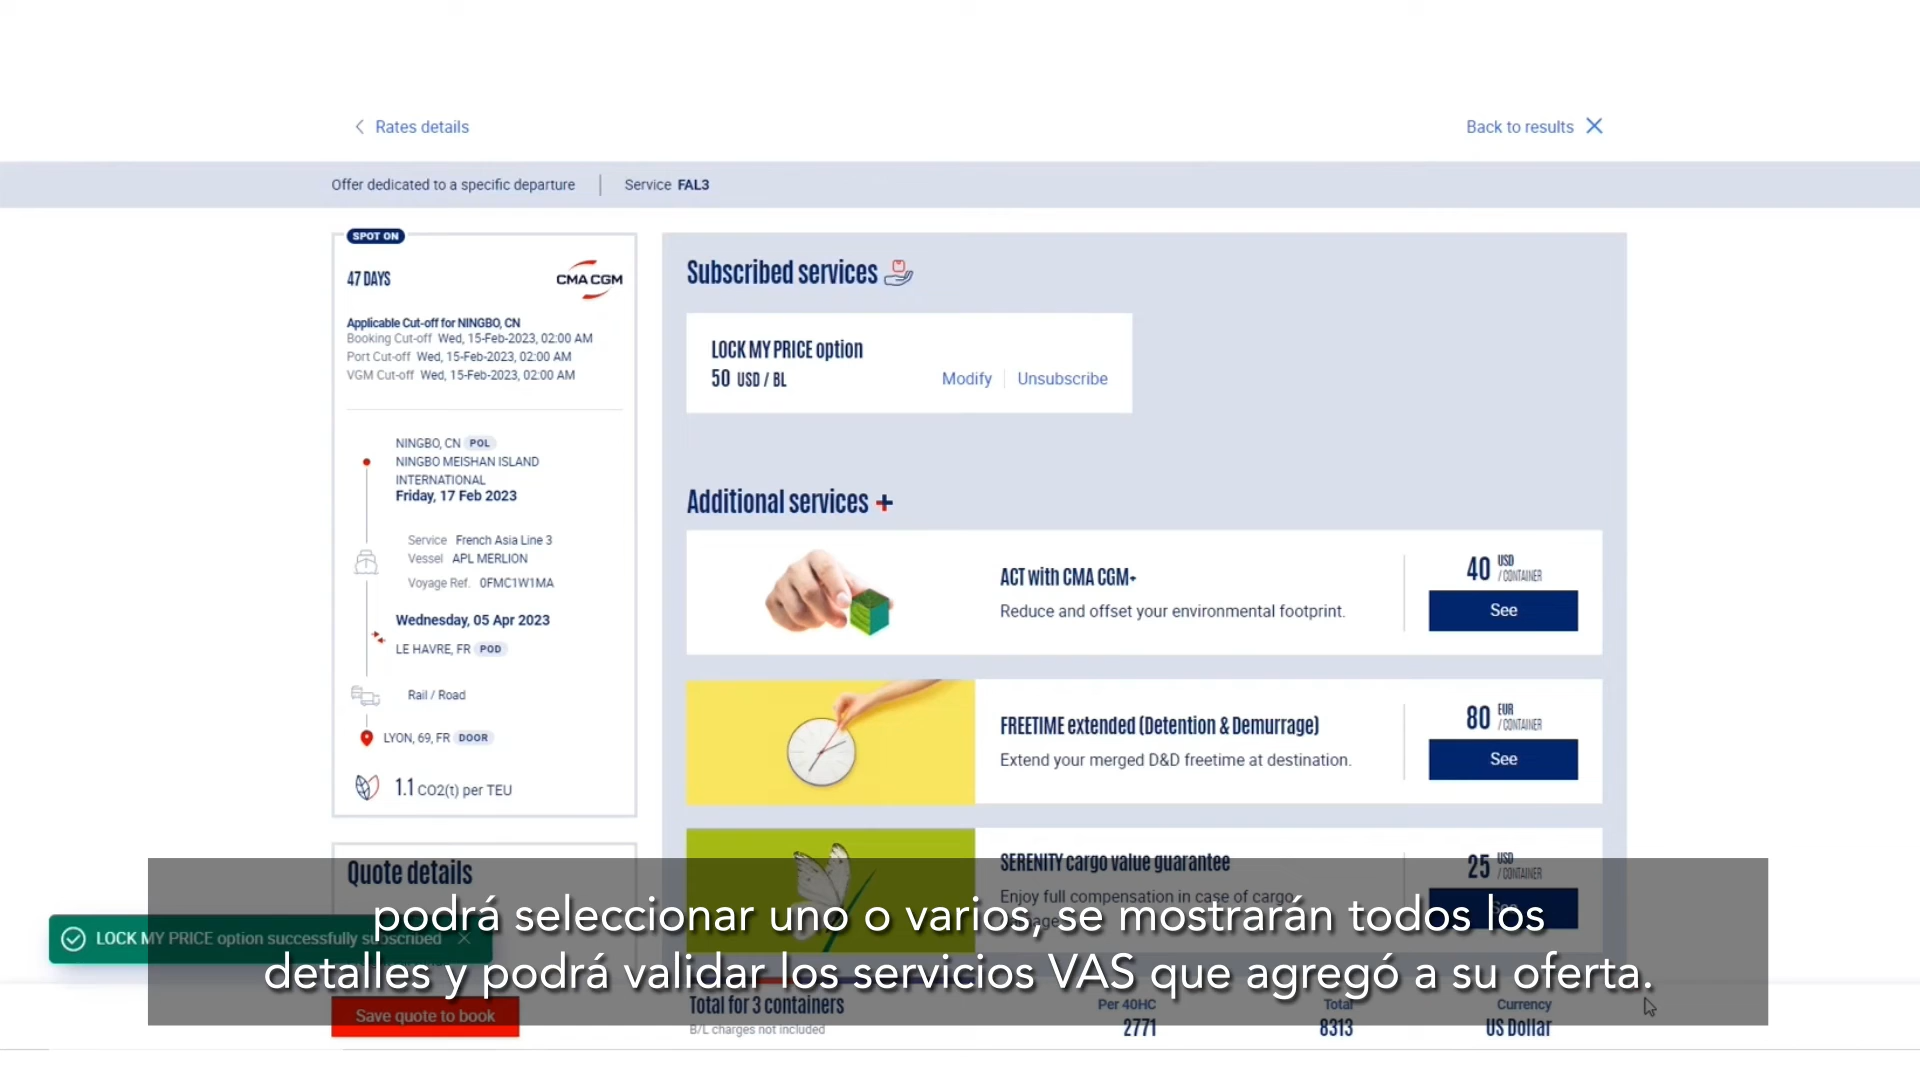 Rates details
Back to results
Offer dedicated to a specific departure
Service FAL3
SPOT ON
47 DAYS
CMA CGM
Applicable Cut-off for NINGBO, CN
Booking Cut-off Wed, 15-Feb-2023, 02:00 AM
Port Cut-off Wed, 15-Feb-2023, 02:00 AM
VGM Cut-off Wed, 15-Feb-2023, 02:00 AM
NINGBO, CN POL
NINGBO MEISHAN ISLAND
INTERNATIONAL
Friday, 17 Feb 2023
Service French Asia Line 3
Vessel APL MERLION
Voyage Ref. 0FMC1W1MA
Wednesday, 05 Apr 2023
LE HAVRE, FR POD
Rail / Road
LYON, 69, FR DOOR
1.1 CO2(t) per TEU
Quote details
Subscribed services
LOCK MY PRICE option
50 USD / BL
Modify
Unsubscribe
Additional services +
ACT with CMA CGM+
Reduce and offset your environmental footprint.
40 USD / CONTAINER
See
FREETIME extended (Detention & Demurrage)
Extend your merged D&D freetime at destination.
80 EUR / CONTAINER
See
SERENITY cargo value guarantee
Enjoy full compensation in case of cargo
25 USD / CONTAINER
See
LOCK MY PRICE option successfully subscribed
podrá seleccionar uno o varios, se mostrarán todos los
detalles y podrá validar los servicios VAS que agregó a su oferta.
Save quote to book
Total for 3 containers
B/L charges not included
Per 40HC
2771
Total
8313
Currency
US Dollar